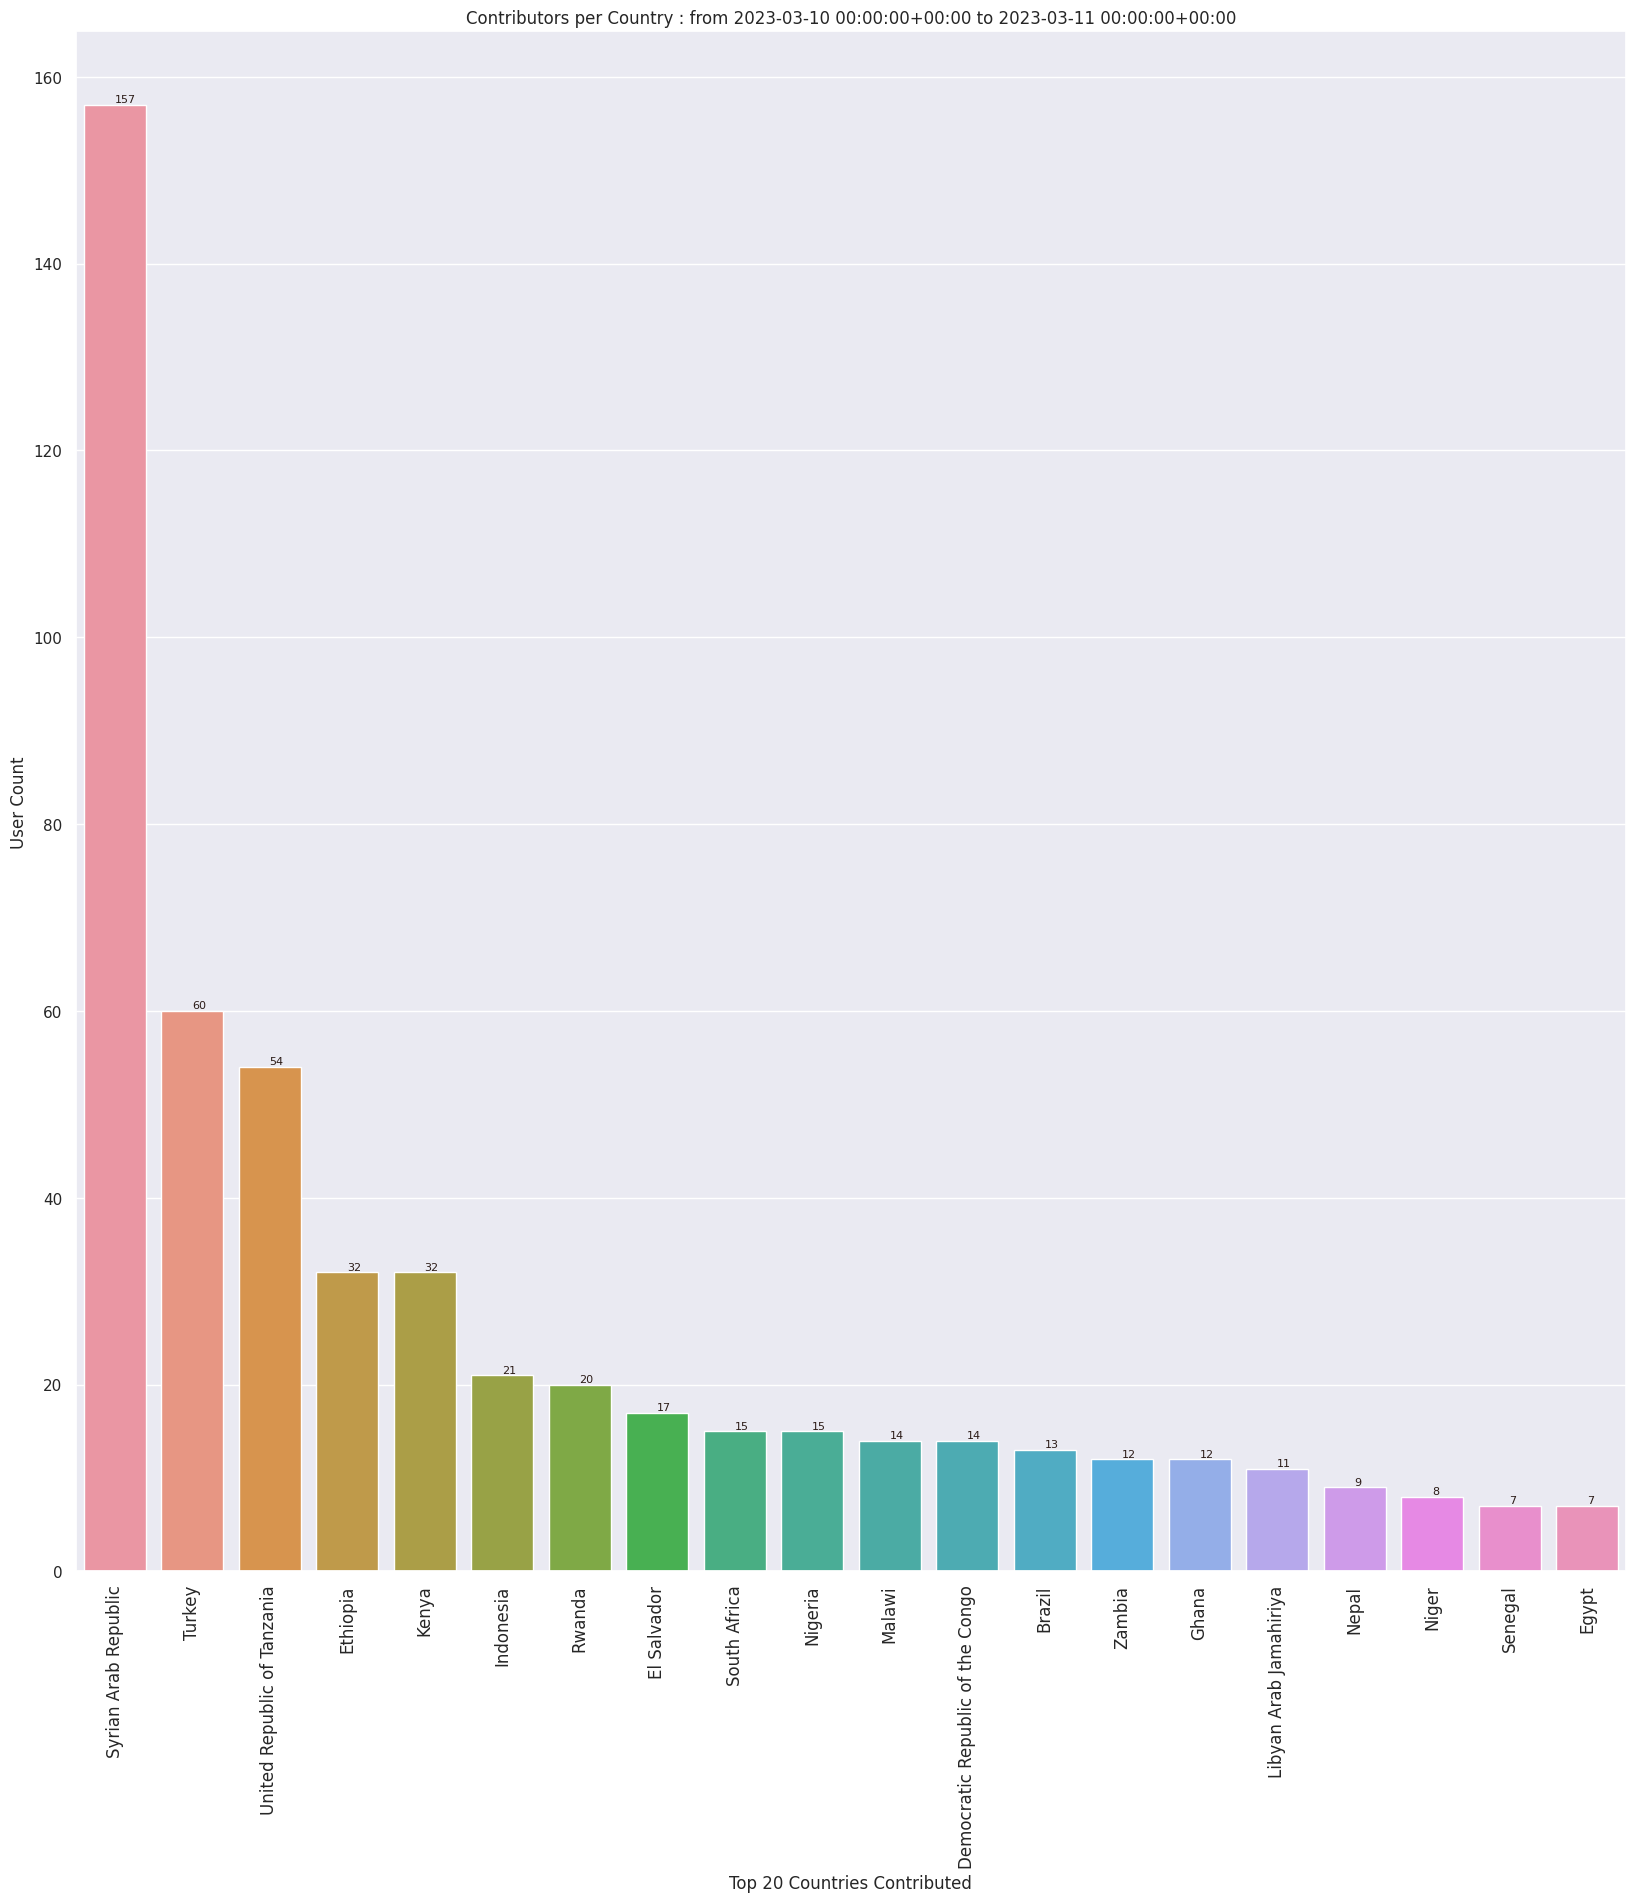 Contributors per Country : from 2023-03-10 00:00:00+00:00 to 2023-03-11 00:00:00+00:00
160
140
120
100
80
60
40
20
0
User Count
157
60
54
32
32
21
20
17
15
15
14
14
13
12
12
11
9
8
7
7
Syrian Arab Republic
Turkey
United Republic of Tanzania
Ethiopia
Kenya
Indonesia
Rwanda
El Salvador
South Africa
Nigeria
Malawi
Democratic Republic of the Congo
Brazil
Zambia
Ghana
Libyan Arab Jamahiriya
Nepal
Niger
Senegal
Egypt
Top 20 Countries Contributed